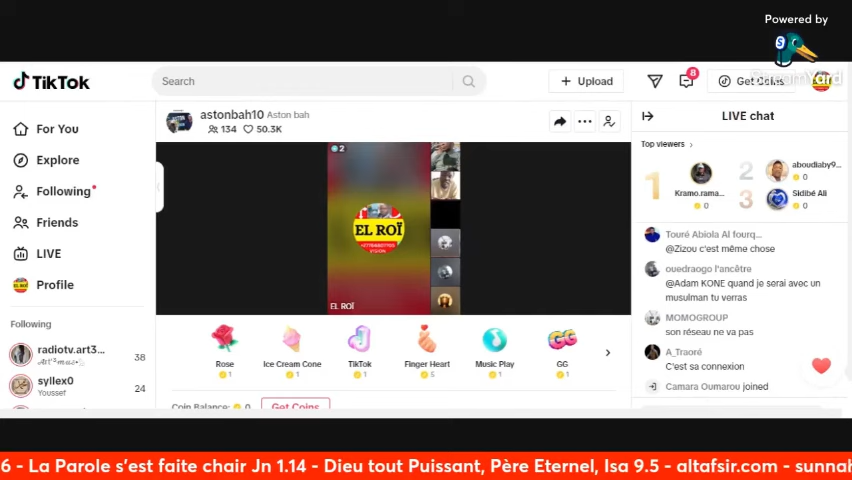 Powered by
StreamYard
TikTok
Search
Upload
8
Get Coins
astonbah10 Aston bah
134 50.3K
LIVE chat
For You
Explore
Following
Friends
LIVE
Profile
Following
radiotv.art3...
38
syllex0
Youssef
24
2
EL ROÏ
EL ROÏ
Rose
1
Ice Cream Cone
1
TikTok
1
Finger Heart
5
Music Play
1
GG
1
Coin Balance: 0 Get Coins
Top viewers
1
Kramo.rama...
0
2
aboudiaby9...
0
3
Sidibé Ali
0
Touré Abiola Al fourq...
@Zizou c'est même chose
ouedraogo l'ancêtre
@Adam KONE quand je serai avec un
musulman tu verras
MOMOGROUP
son réseau ne va pas
A_Traoré
C'est sa connexion
Camara Oumarou joined
6 - La Parole s'est faite chair Jn 1.14 - Dieu tout Puissant, Père Eternel, Isa 9.5 - altafsir.com - sunnah